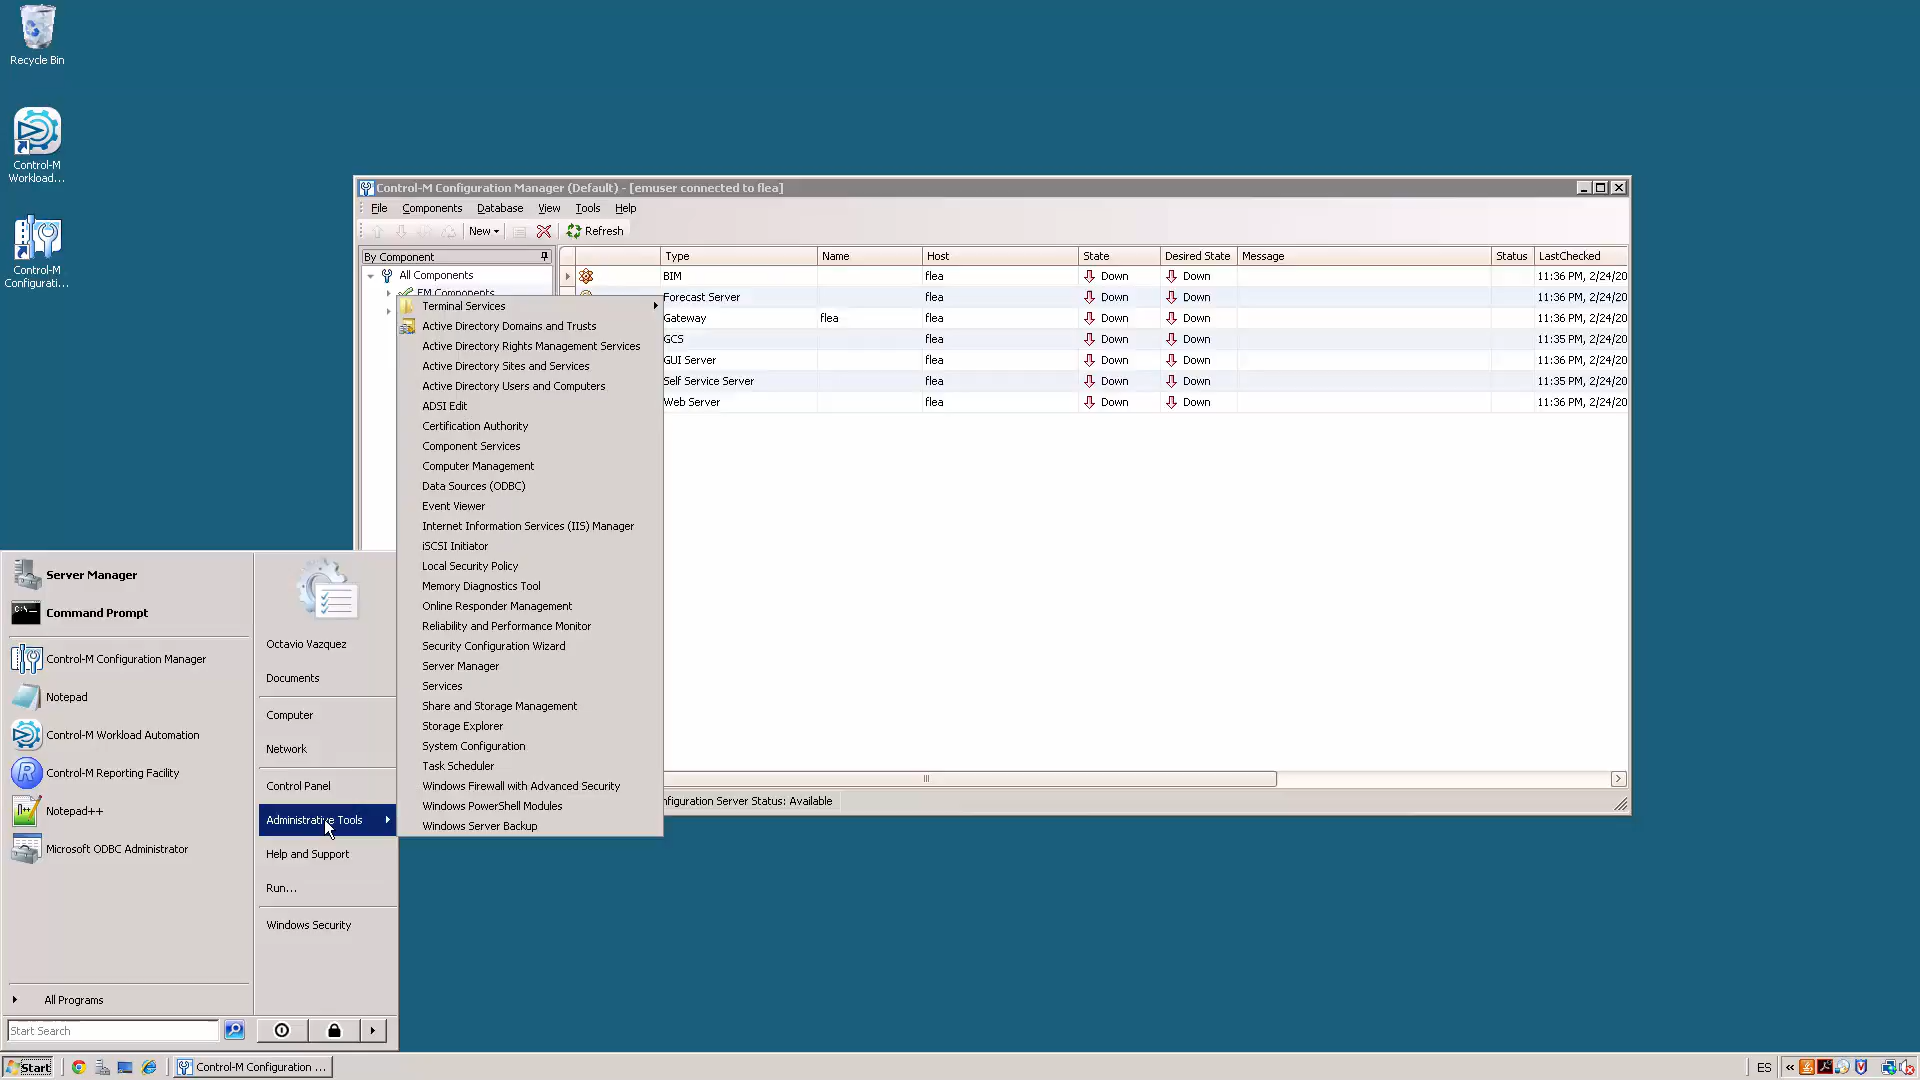 Recycle Bin
Control-M
Workload...
Control-M
Configurati...
Control-M Configuration Manager (Default) - [emuser connected to flea]
File Components Database View Tools Help
New Refresh
By Component
All Components
EM Components
Type Name Host State Desired State Message Status LastChecked
BIM flea Down Down 11:36 PM, 2/24/20
Forecast Server flea Down Down 11:36 PM, 2/24/20
Gateway flea flea Down Down 11:36 PM, 2/24/20
GCS flea Down Down 11:35 PM, 2/24/20
GUI Server flea Down Down 11:36 PM, 2/24/20
Self Service Server flea Down Down 11:35 PM, 2/24/20
Web Server flea Down Down 11:36 PM, 2/24/20
nfiguration Server Status: Available
Terminal Services
Active Directory Domains and Trusts
Active Directory Rights Management Services
Active Directory Sites and Services
Active Directory Users and Computers
ADSI Edit
Certification Authority
Component Services
Computer Management
Data Sources (ODBC)
Event Viewer
Internet Information Services (IIS) Manager
iSCSI Initiator
Local Security Policy
Memory Diagnostics Tool
Online Responder Management
Reliability and Performance Monitor
Security Configuration Wizard
Server Manager
Services
Share and Storage Management
Storage Explorer
System Configuration
Task Scheduler
Windows Firewall with Advanced Security
Windows PowerShell Modules
Windows Server Backup
Server Manager
Command Prompt
Control-M Configuration Manager
Notepad
Control-M Workload Automation
Control-M Reporting Facility
Notepad++
Microsoft ODBC Administrator
All Programs
Start Search
Octavio Vazquez
Documents
Computer
Network
Control Panel
Administrative Tools
Help and Support
Run...
Windows Security
Start
Control-M Configuration ...
ES